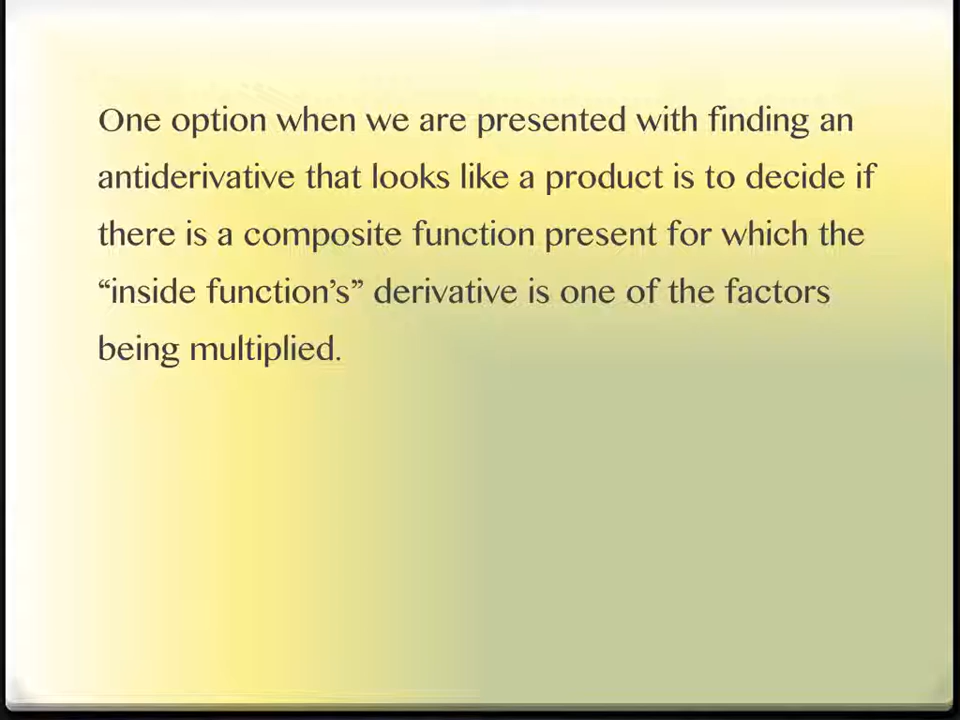 One option when we are presented with finding an
antiderivative that looks like a product is to decide if
there is a composite function present for which the
“inside function’s” derivative is one of the factors
being multiplied.